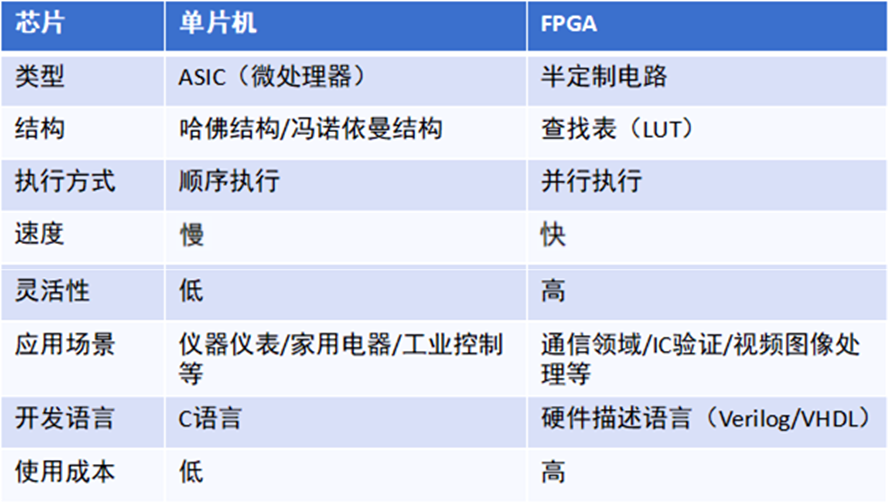 芯片 单片机 FPGA
类型 ASIC（微处理器） 半定制电路
结构 哈佛结构/冯诺依曼结构 查找表（LUT）
执行方式 顺序执行 并行执行
速度 慢 快
灵活性 低 高
应用场景 仪器仪表/家用电器/工业控制 通信领域/IC验证/视频图像处
等 理等
开发语言 C语言 硬件描述语言（Verilog/VHDL）
使用成本 低 高